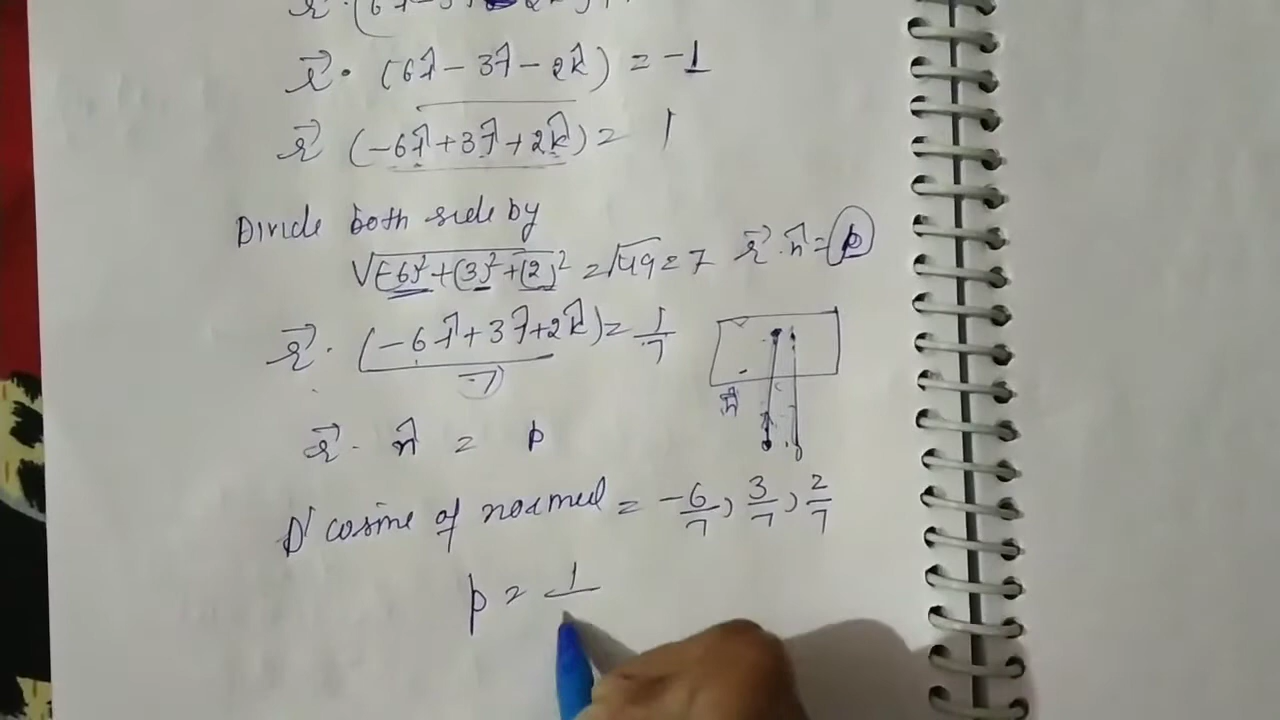 r⃗ · (6î - 3ĵ - 2k̂) = -1
r⃗ (-6î + 3ĵ + 2k̂) = 1
Divide both side by
√(-6)² + (3)² + (2)² = √49 = 7 r⃗ · n̂ = p
r⃗ · (-6î + 3ĵ + 2k̂)/7 = 1/7
n̂
r⃗ · n̂ = p
D' cosine of normal = -6/7, 3/7, 2/7
p = 1